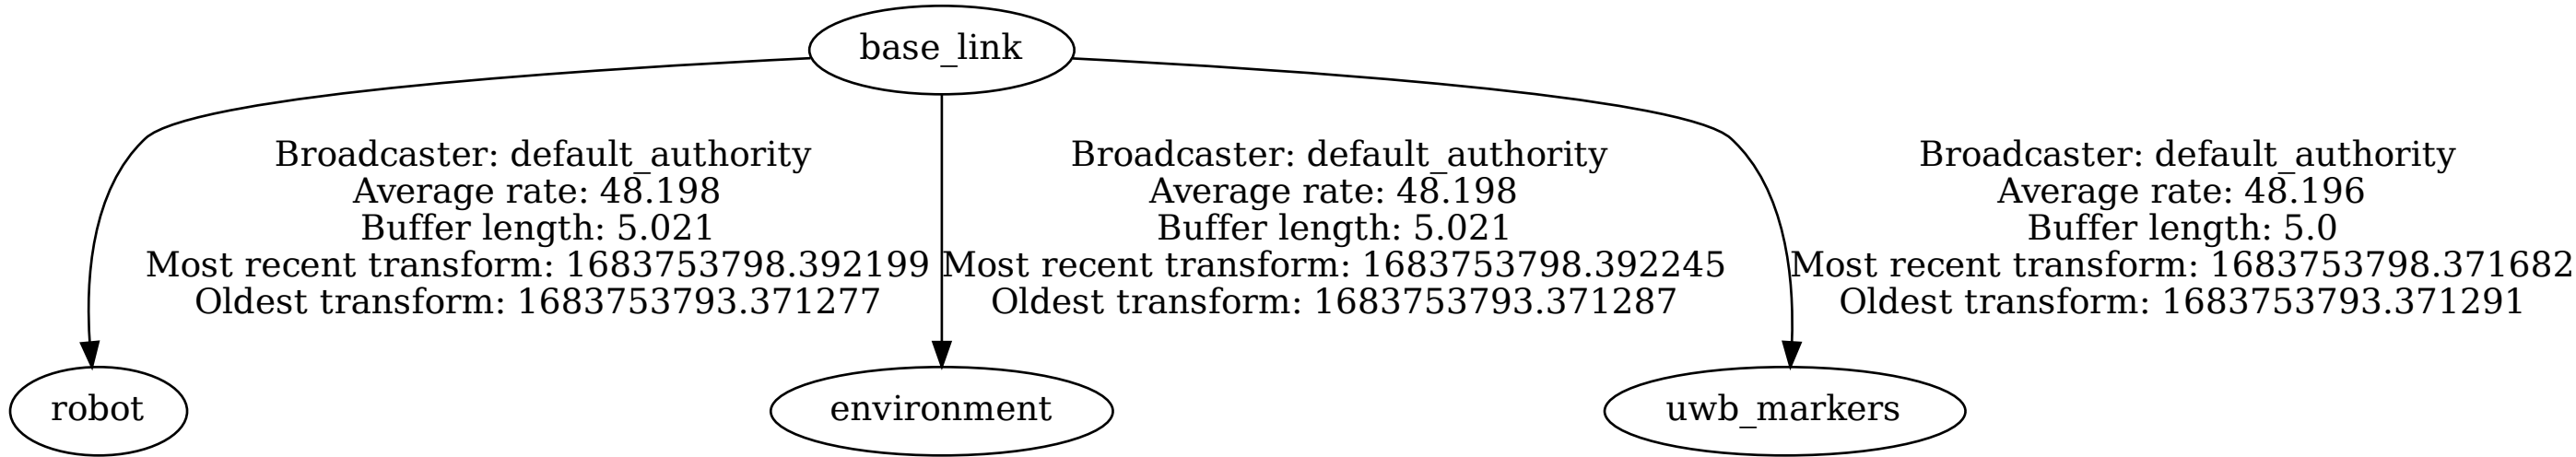 base_link
Broadcaster: default_authority
Average rate: 48.198
Buffer length: 5.021
Most recent transform: 1683753798.392199
Oldest transform: 1683753793.371277
Broadcaster: default_authority
Average rate: 48.198
Buffer length: 5.021
Most recent transform: 1683753798.392245
Oldest transform: 1683753793.371287
Broadcaster: default_authority
Average rate: 48.196
Buffer length: 5.0
Most recent transform: 1683753798.371682
Oldest transform: 1683753793.371291
robot
environment
uwb_markers